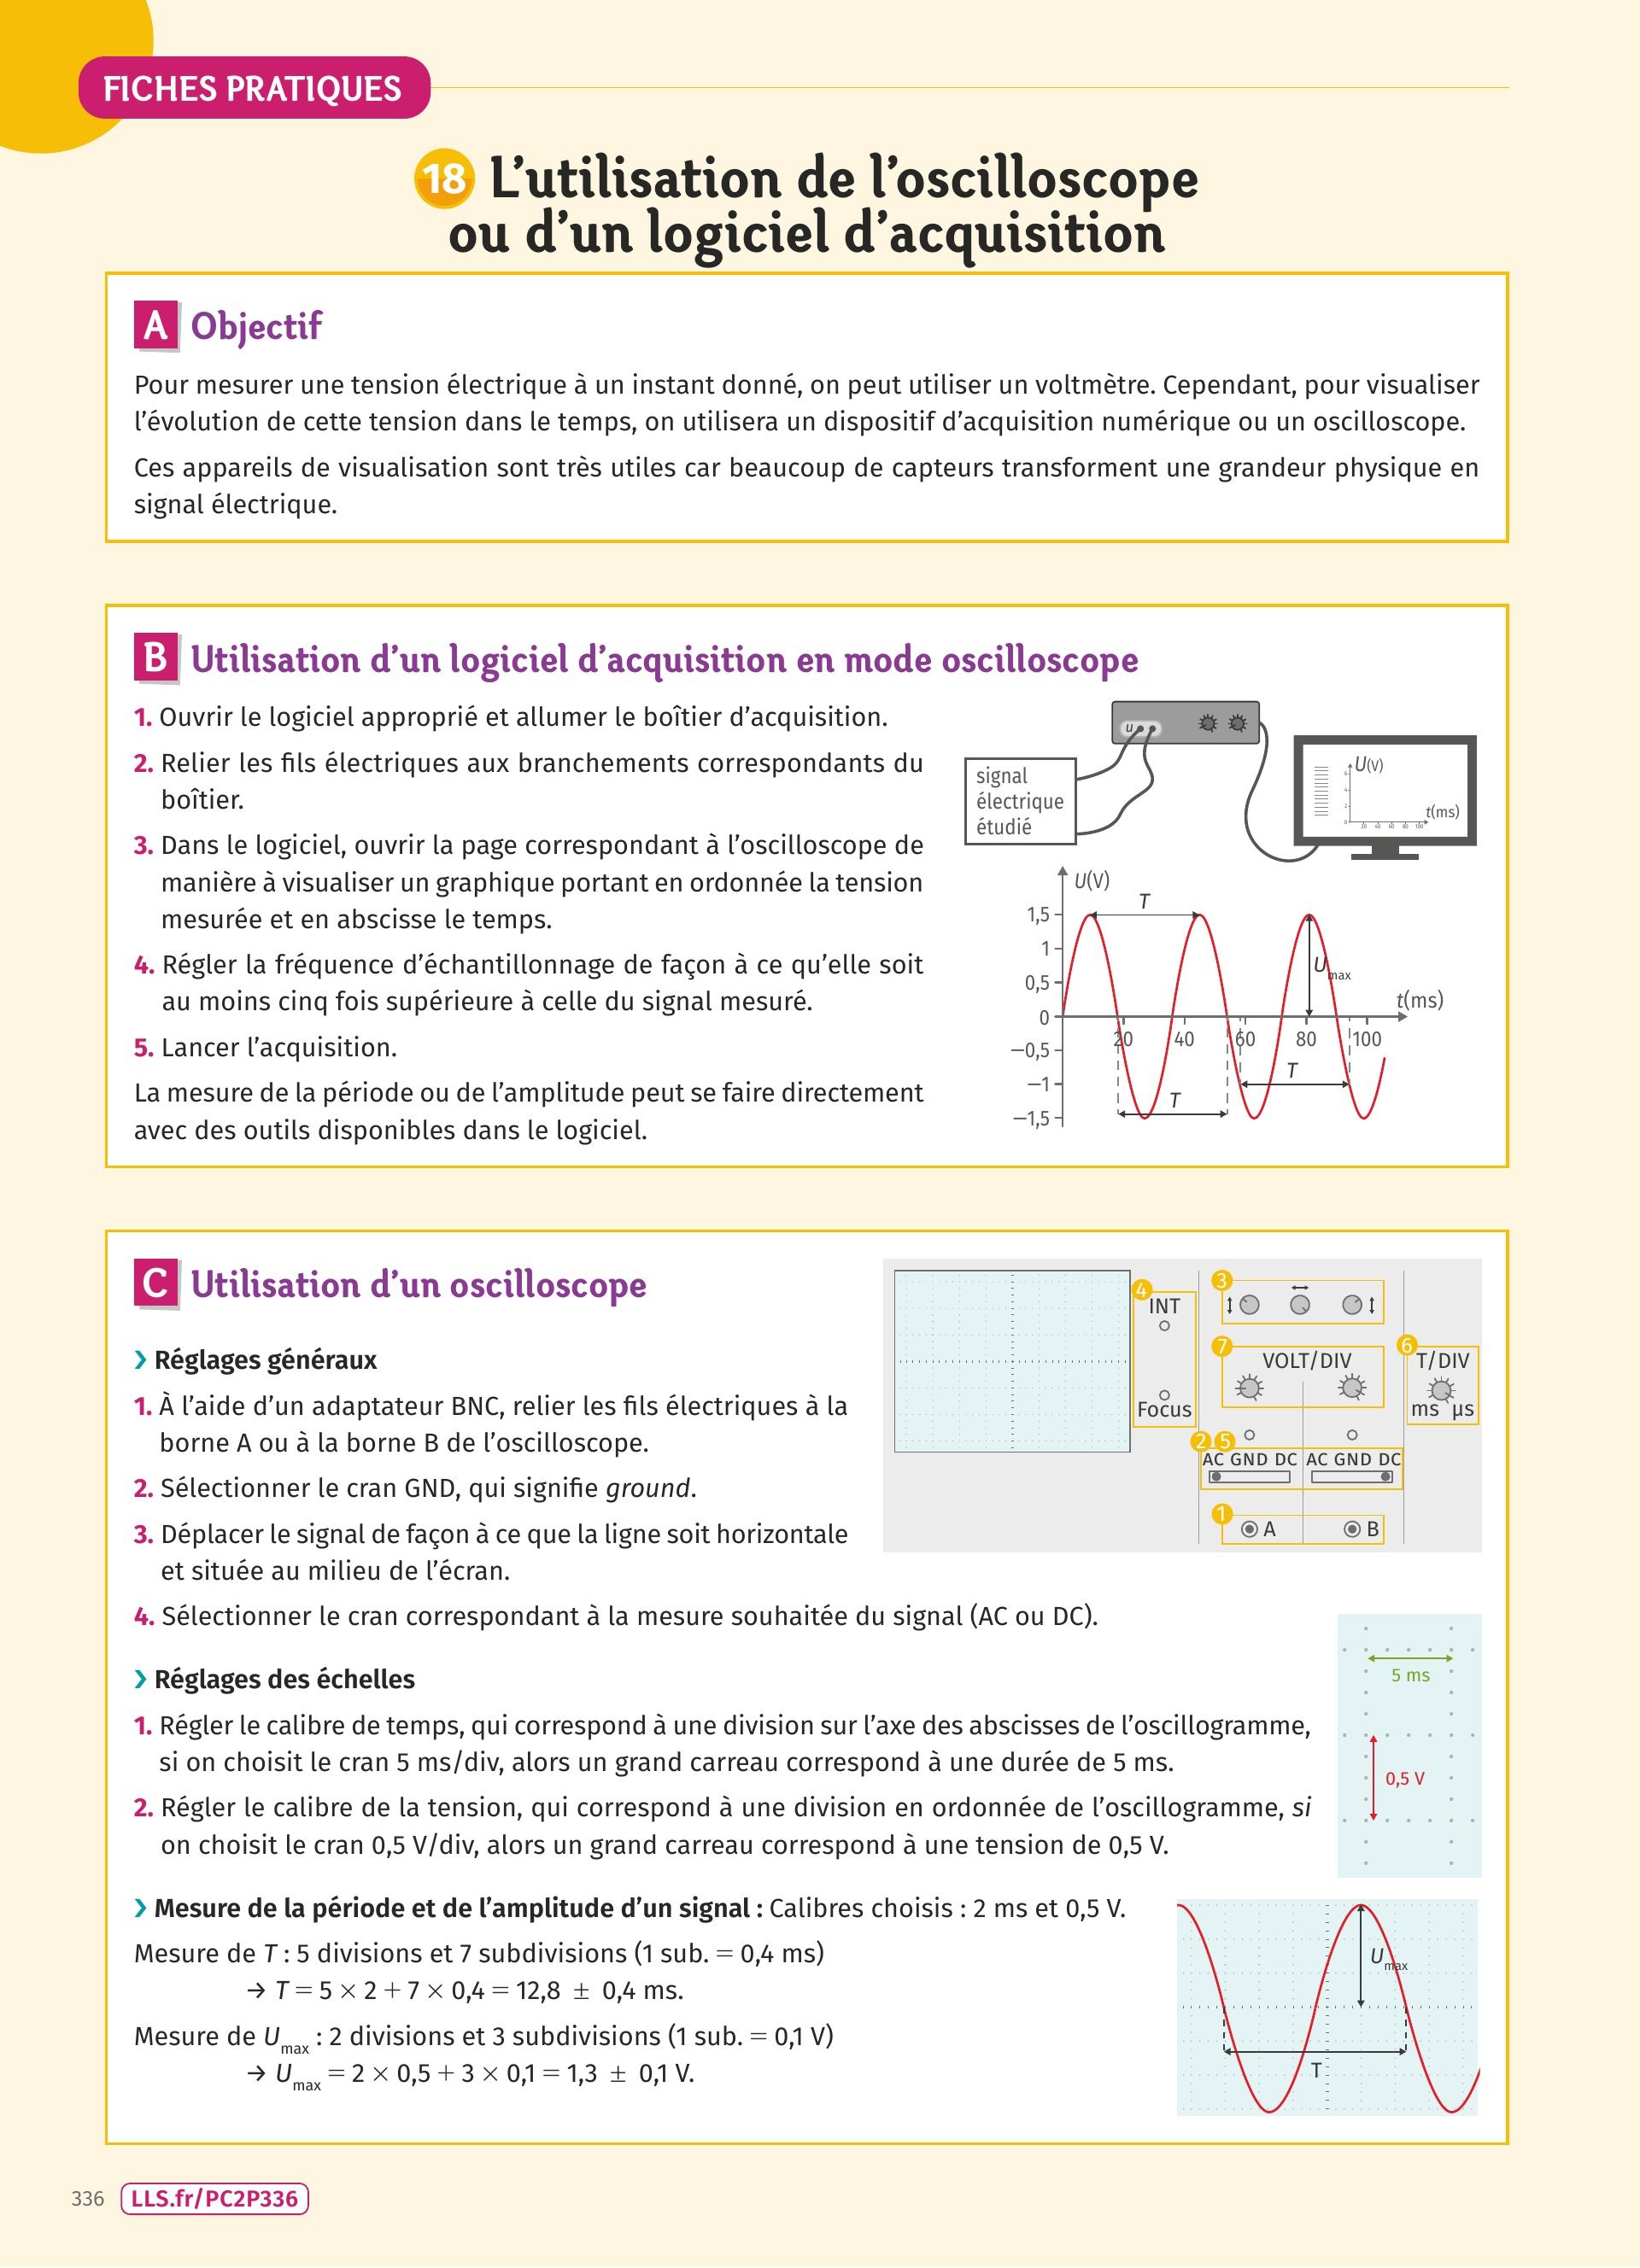 FICHES PRATIQUES
18 L’utilisation de l’oscilloscope
ou d’un logiciel d’acquisition
A Objectif
Pour mesurer une tension électrique à un instant donné, on peut utiliser un voltmètre. Cependant, pour visualiser
l’évolution de cette tension dans le temps, on utilisera un dispositif d’acquisition numérique ou un oscilloscope.
Ces appareils de visualisation sont très utiles car beaucoup de capteurs transforment une grandeur physique en
signal électrique.
B Utilisation d’un logiciel d’acquisition en mode oscilloscope
1. Ouvrir le logiciel approprié et allumer le boîtier d’acquisition.
2. Relier les fils électriques aux branchements correspondants du
boîtier.
3. Dans le logiciel, ouvrir la page correspondant à l’oscilloscope de
manière à visualiser un graphique portant en ordonnée la tension
mesurée et en abscisse le temps.
4. Régler la fréquence d’échantillonnage de façon à ce qu’elle soit
au moins cinq fois supérieure à celle du signal mesuré.
5. Lancer l’acquisition.
La mesure de la période ou de l’amplitude peut se faire directement
avec des outils disponibles dans le logiciel.
u
signal
électrique
étudié
U(V)
6
4
2
0
20 40 60 80 100
t(ms)
U(V)
T
1,5
1
0,5
0
−0,5
−1
−1,5
Umax
t(ms)
20 40 60 80 100
T
T
C Utilisation d’un oscilloscope
› Réglages généraux
1. À l’aide d’un adaptateur BNC, relier les fils électriques à la
borne A ou à la borne B de l’oscilloscope.
2. Sélectionner le cran GND, qui signifie ground.
3. Déplacer le signal de façon à ce que la ligne soit horizontale
et située au milieu de l’écran.
4. Sélectionner le cran correspondant à la mesure souhaitée du signal (AC ou DC).
4
INT
Focus
3
7
VOLT/DIV
6
T/DIV
ms µs
2 5
AC GND DC AC GND DC
1
A B
› Réglages des échelles
1. Régler le calibre de temps, qui correspond à une division sur l’axe des abscisses de l’oscillogramme,
si on choisit le cran 5 ms/div, alors un grand carreau correspond à une durée de 5 ms.
2. Régler le calibre de la tension, qui correspond à une division en ordonnée de l’oscillogramme, si
on choisit le cran 0,5 V/div, alors un grand carreau correspond à une tension de 0,5 V.
5 ms
0,5 V
› Mesure de la période et de l’amplitude d’un signal : Calibres choisis : 2 ms et 0,5 V.
Mesure de T : 5 divisions et 7 subdivisions (1 sub. = 0,4 ms)
→ T = 5 × 2 + 7 × 0,4 = 12,8 ± 0,4 ms.
Mesure de Umax : 2 divisions et 3 subdivisions (1 sub. = 0,1 V)
→ Umax = 2 × 0,5 + 3 × 0,1 = 1,3 ± 0,1 V.
Umax
T
336 LLS.fr/PC2P336